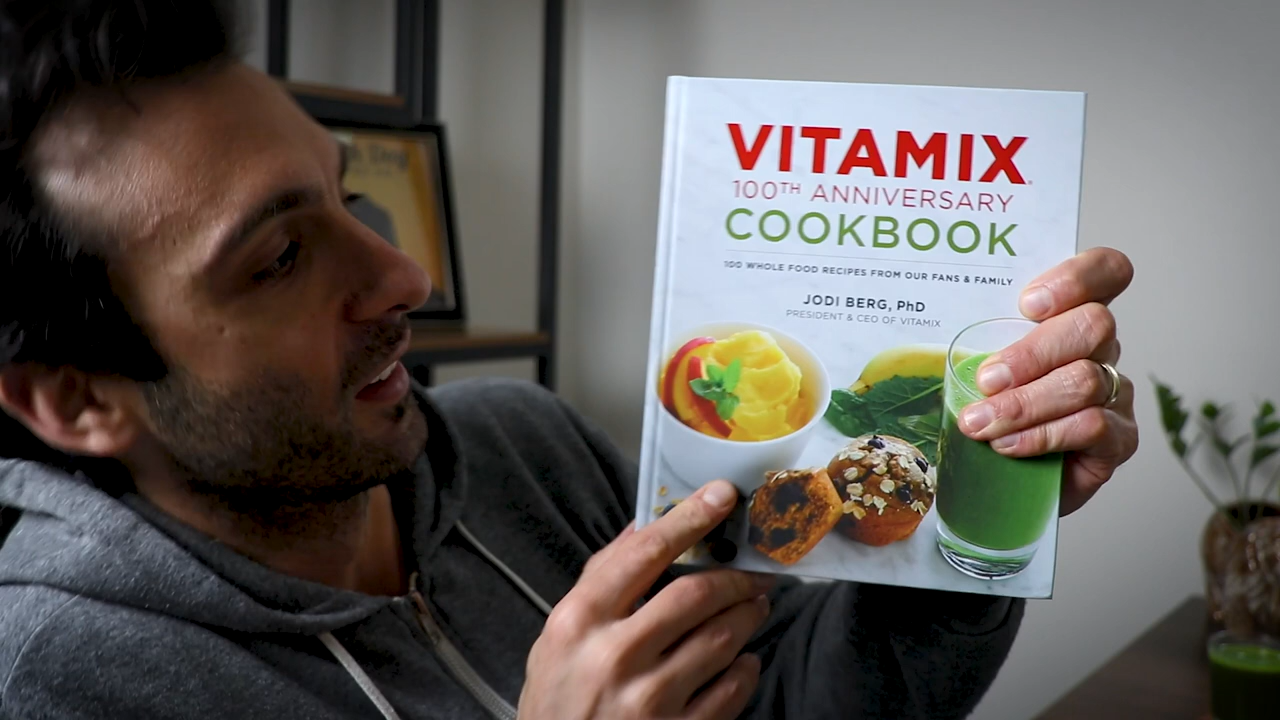 VITAMIX
100TH ANNIVERSARY
COOKBOOK
100 WHOLE FOOD RECIPES FROM OUR FANS & FAMILY
JODI BERG, PhD
PRESIDENT & CEO OF VITAMIX